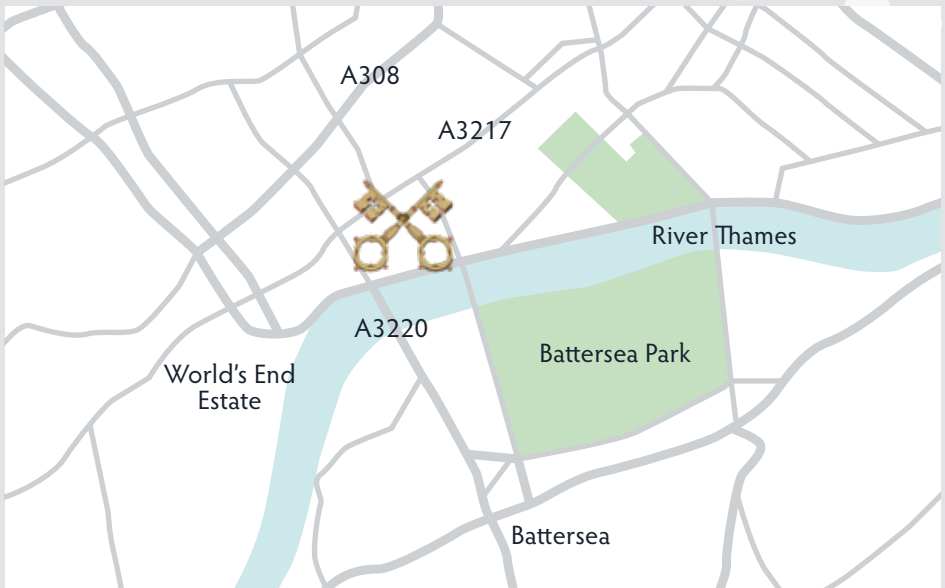 A308
A3217
River Thames
A3220
Battersea Park
World's End
Estate
Battersea